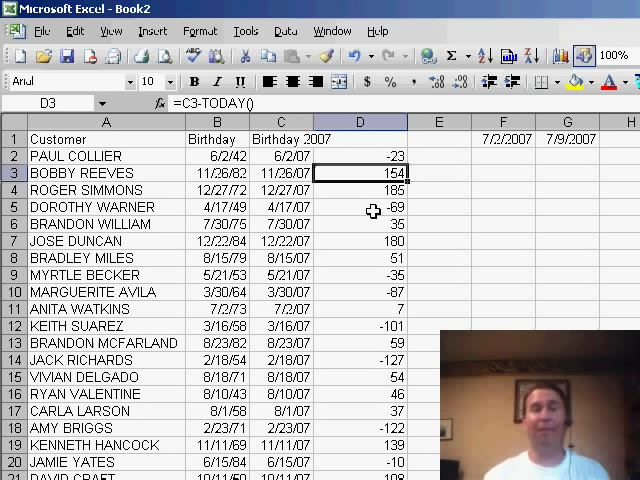 Microsoft Excel - Book2
File Edit View Insert Format Tools Data Window Help
100%
Arial 10 B I U $ % ,
D3 fx =C3-TODAY()
A B C D E F G H
1 Customer Birthday Birthday 2007 7/2/2007 7/9/2007
2 PAUL COLLIER 6/2/42 6/2/07 -23
3 BOBBY REEVES 11/26/82 11/26/07 154
4 ROGER SIMMONS 12/27/72 12/27/07 185
5 DOROTHY WARNER 4/17/49 4/17/07 -69
6 BRANDON WILLIAM 7/30/75 7/30/07 35
7 JOSE DUNCAN 12/22/84 12/22/07 180
8 BRADLEY MILES 8/15/79 8/15/07 51
9 MYRTLE BECKER 5/21/53 5/21/07 -35
10 MARGUERITE AVILA 3/30/64 3/30/07 -87
11 ANITA WATKINS 7/2/73 7/2/07 7
12 KEITH SUAREZ 3/16/58 3/16/07 -101
13 BRANDON MCFARLAND 8/23/82 8/23/07 59
14 JACK RICHARDS 2/18/54 2/18/07 -127
15 VIVIAN DELGADO 8/18/71 8/18/07 54
16 RYAN VALENTINE 8/10/43 8/10/07 46
17 CARLA LARSON 8/1/58 8/1/07 37
18 AMY BRIGGS 2/23/71 2/23/07 -122
19 KENNETH HANCOCK 11/11/69 11/11/07 139
20 JAMIE YATES 6/15/84 6/15/07 -10
21 DAVID CRAFT 10/11/50 10/11/07 108